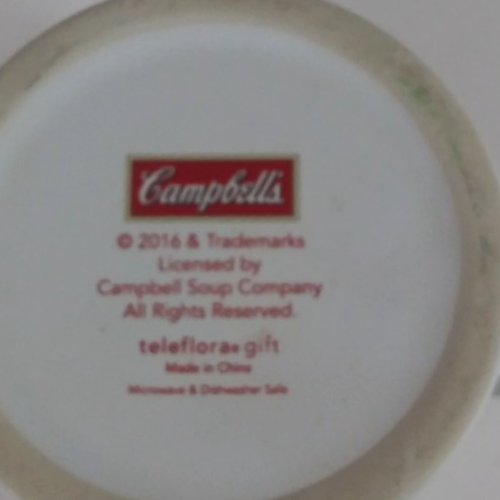 Campbell's
© 2016 & Trademarks
Licensed by
Campbell Soup Company
All Rights Reserved.
teleflora® gift
Made in China
Microwave & Dishwasher Safe